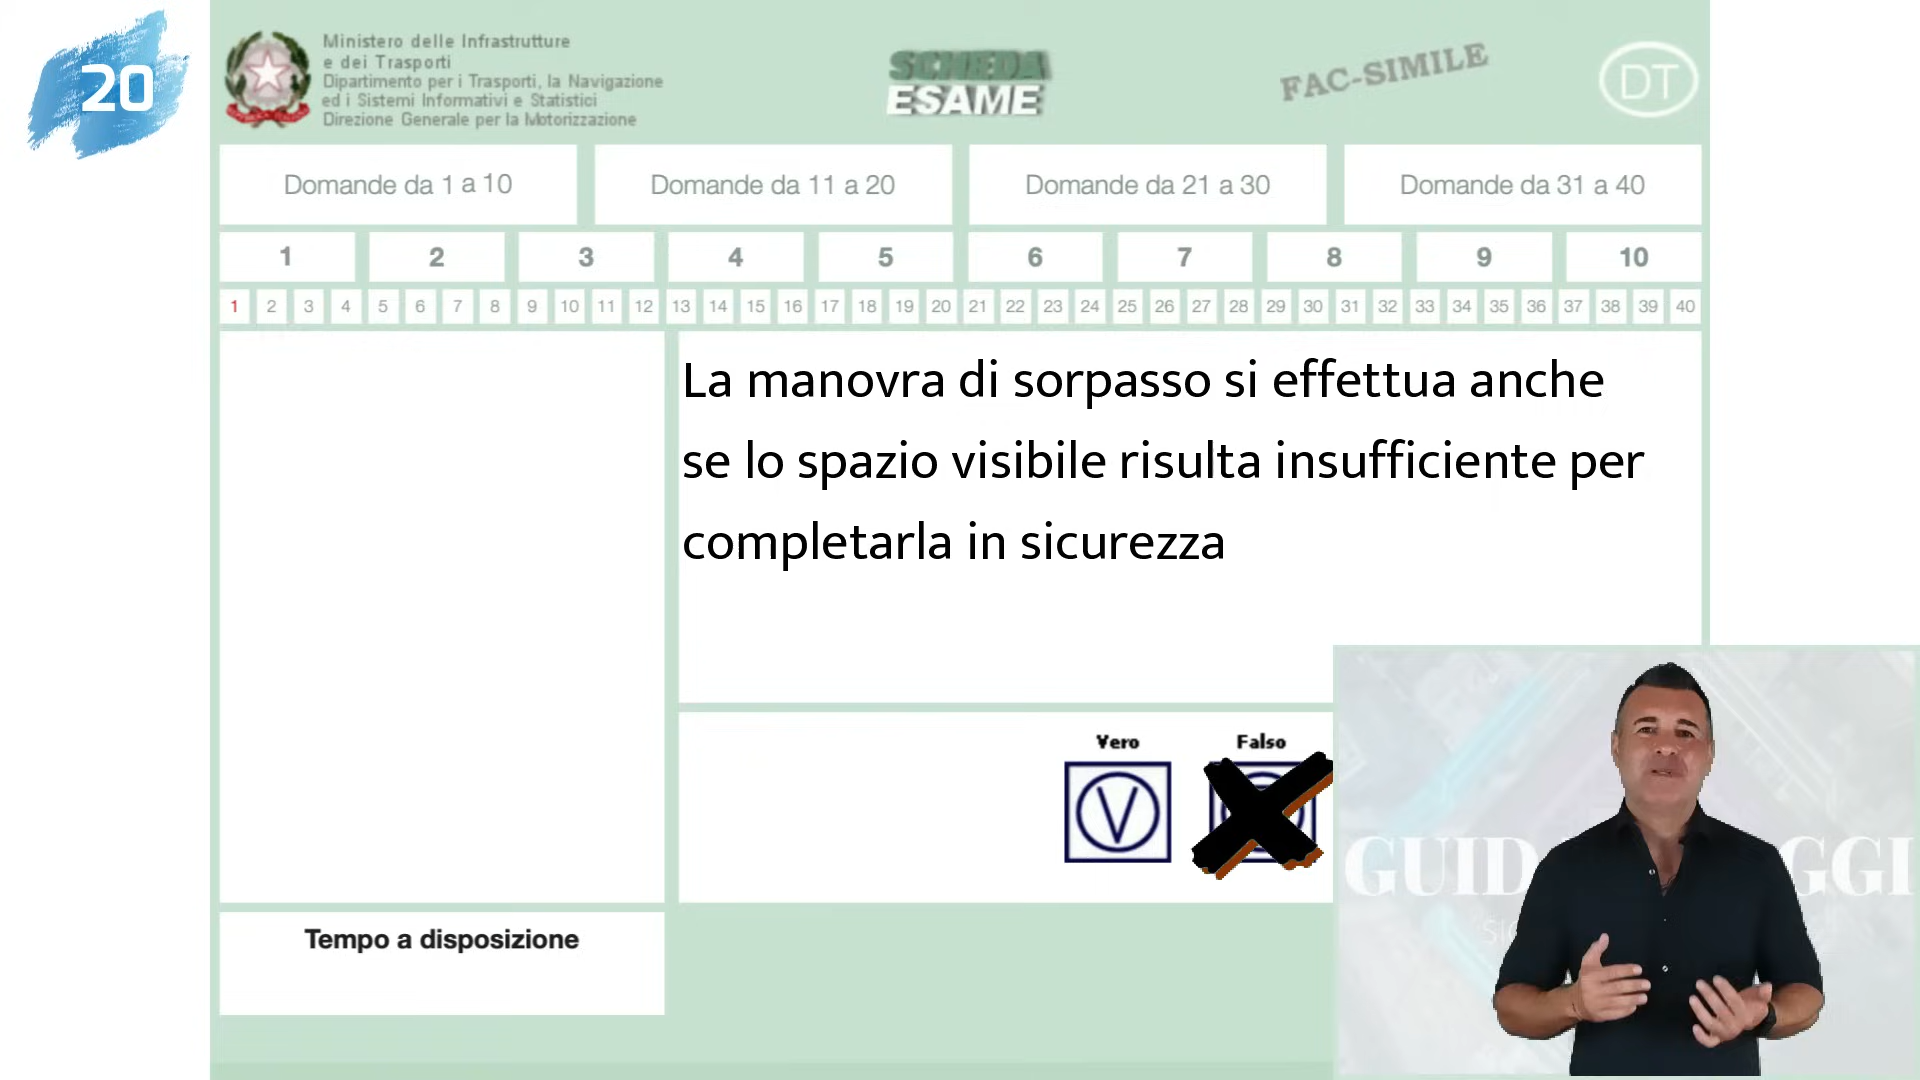 20
Ministero delle Infrastrutture
e dei Trasporti
Dipartimento per i Trasporti, la Navigazione
ed i Sistemi Informativi e Statistici
Direzione Generale per la Motorizzazione
SCHEDA
ESAME
FAC-SIMILE
DT
Domande da 1 a 10
Domande da 11 a 20
Domande da 21 a 30
Domande da 31 a 40
1 2 3 4 5 6 7 8 9 10
1 2 3 4 5 6 7 8 9 10 11 12 13 14 15 16 17 18 19 20 21 22 23 24 25 26 27 28 29 30 31 32 33 34 35 36 37 38 39 40
La manovra di sorpasso si effettua anche
se lo spazio visibile risulta insufficiente per
completarla in sicurezza
Vero
Falso
V
Tempo a disposizione